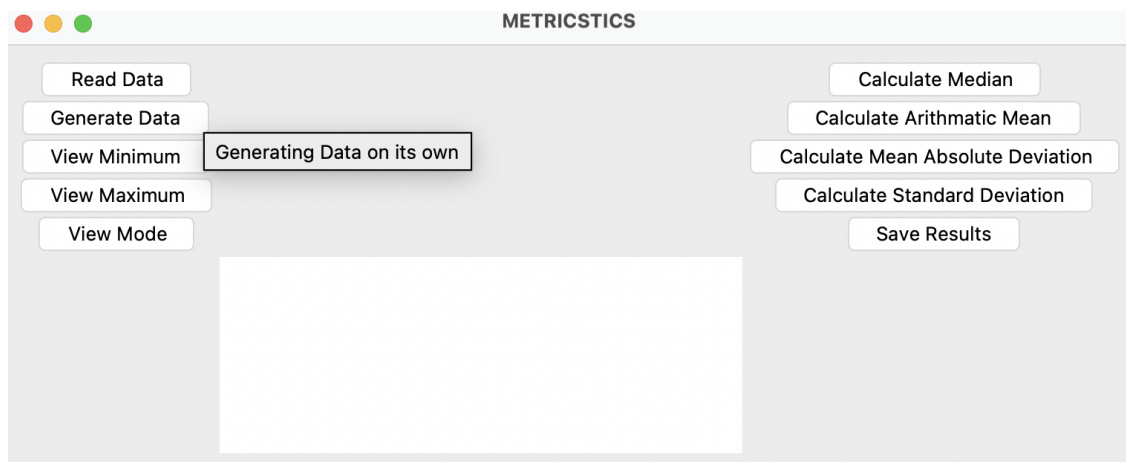 METRICSTICS
Read Data
Generate Data
View Minimum
View Maximum
View Mode
Generating Data on its own
Calculate Median
Calculate Arithmatic Mean
Calculate Mean Absolute Deviation
Calculate Standard Deviation
Save Results